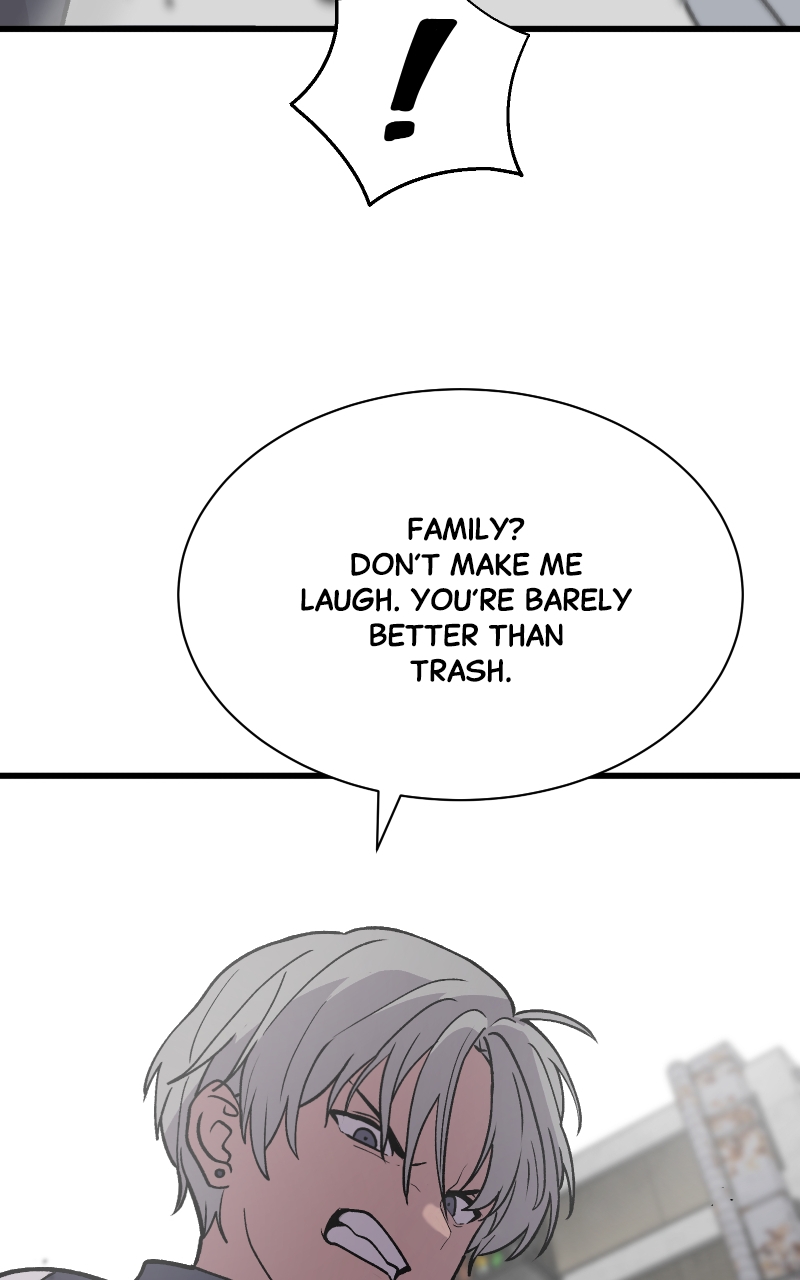 !
FAMILY?
DON'T MAKE ME
LAUGH. YOU'RE BARELY
BETTER THAN
TRASH.